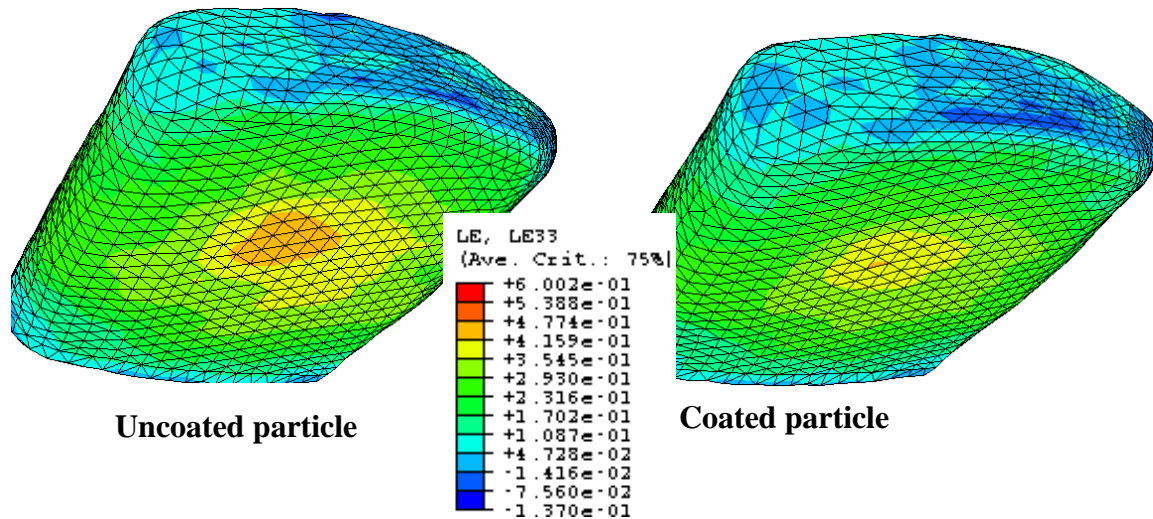 LE, LE33
(Ave. Crit.: 75%)
+6.002e-01
+5.388e-01
+4.774e-01
+4.159e-01
+3.545e-01
+2.930e-01
+2.316e-01
+1.702e-01
+1.087e-01
+4.728e-02
-1.416e-02
-7.560e-02
-1.370e-01
Uncoated particle
Coated particle